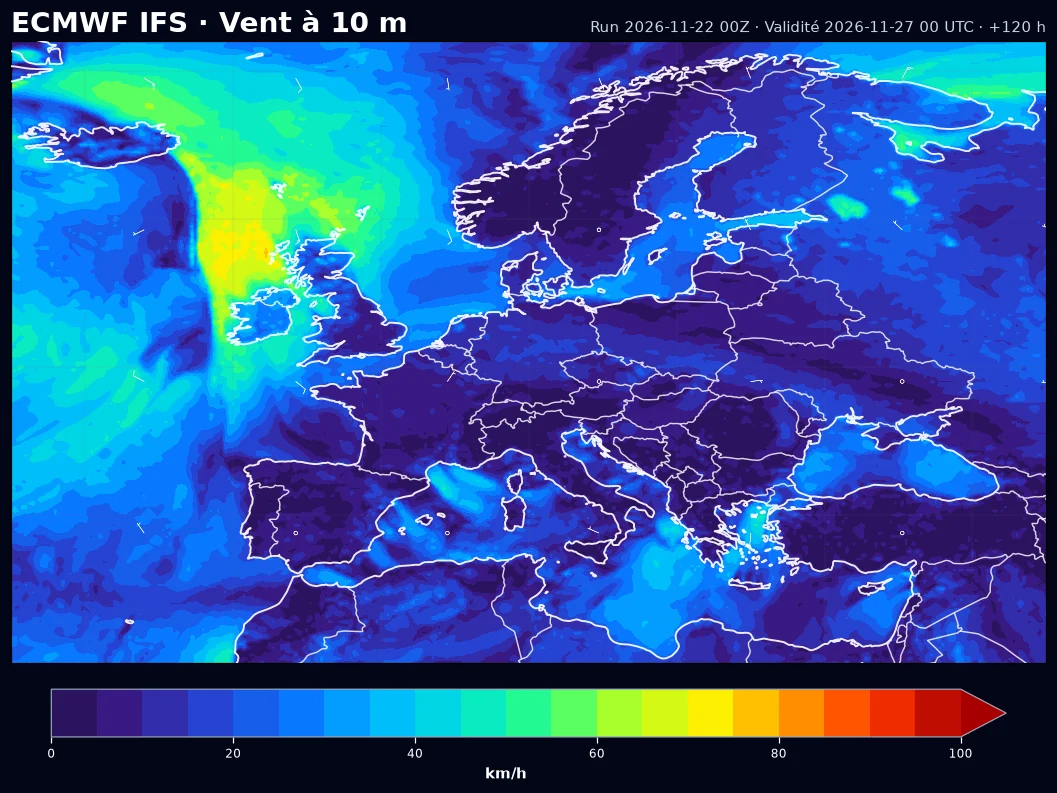 ECMWF IFS · Vent à 10 m
Run 2026-11-22 00Z · Validité 2026-11-27 00 UTC · +120 h
0 20 40 60 80 100
km/h